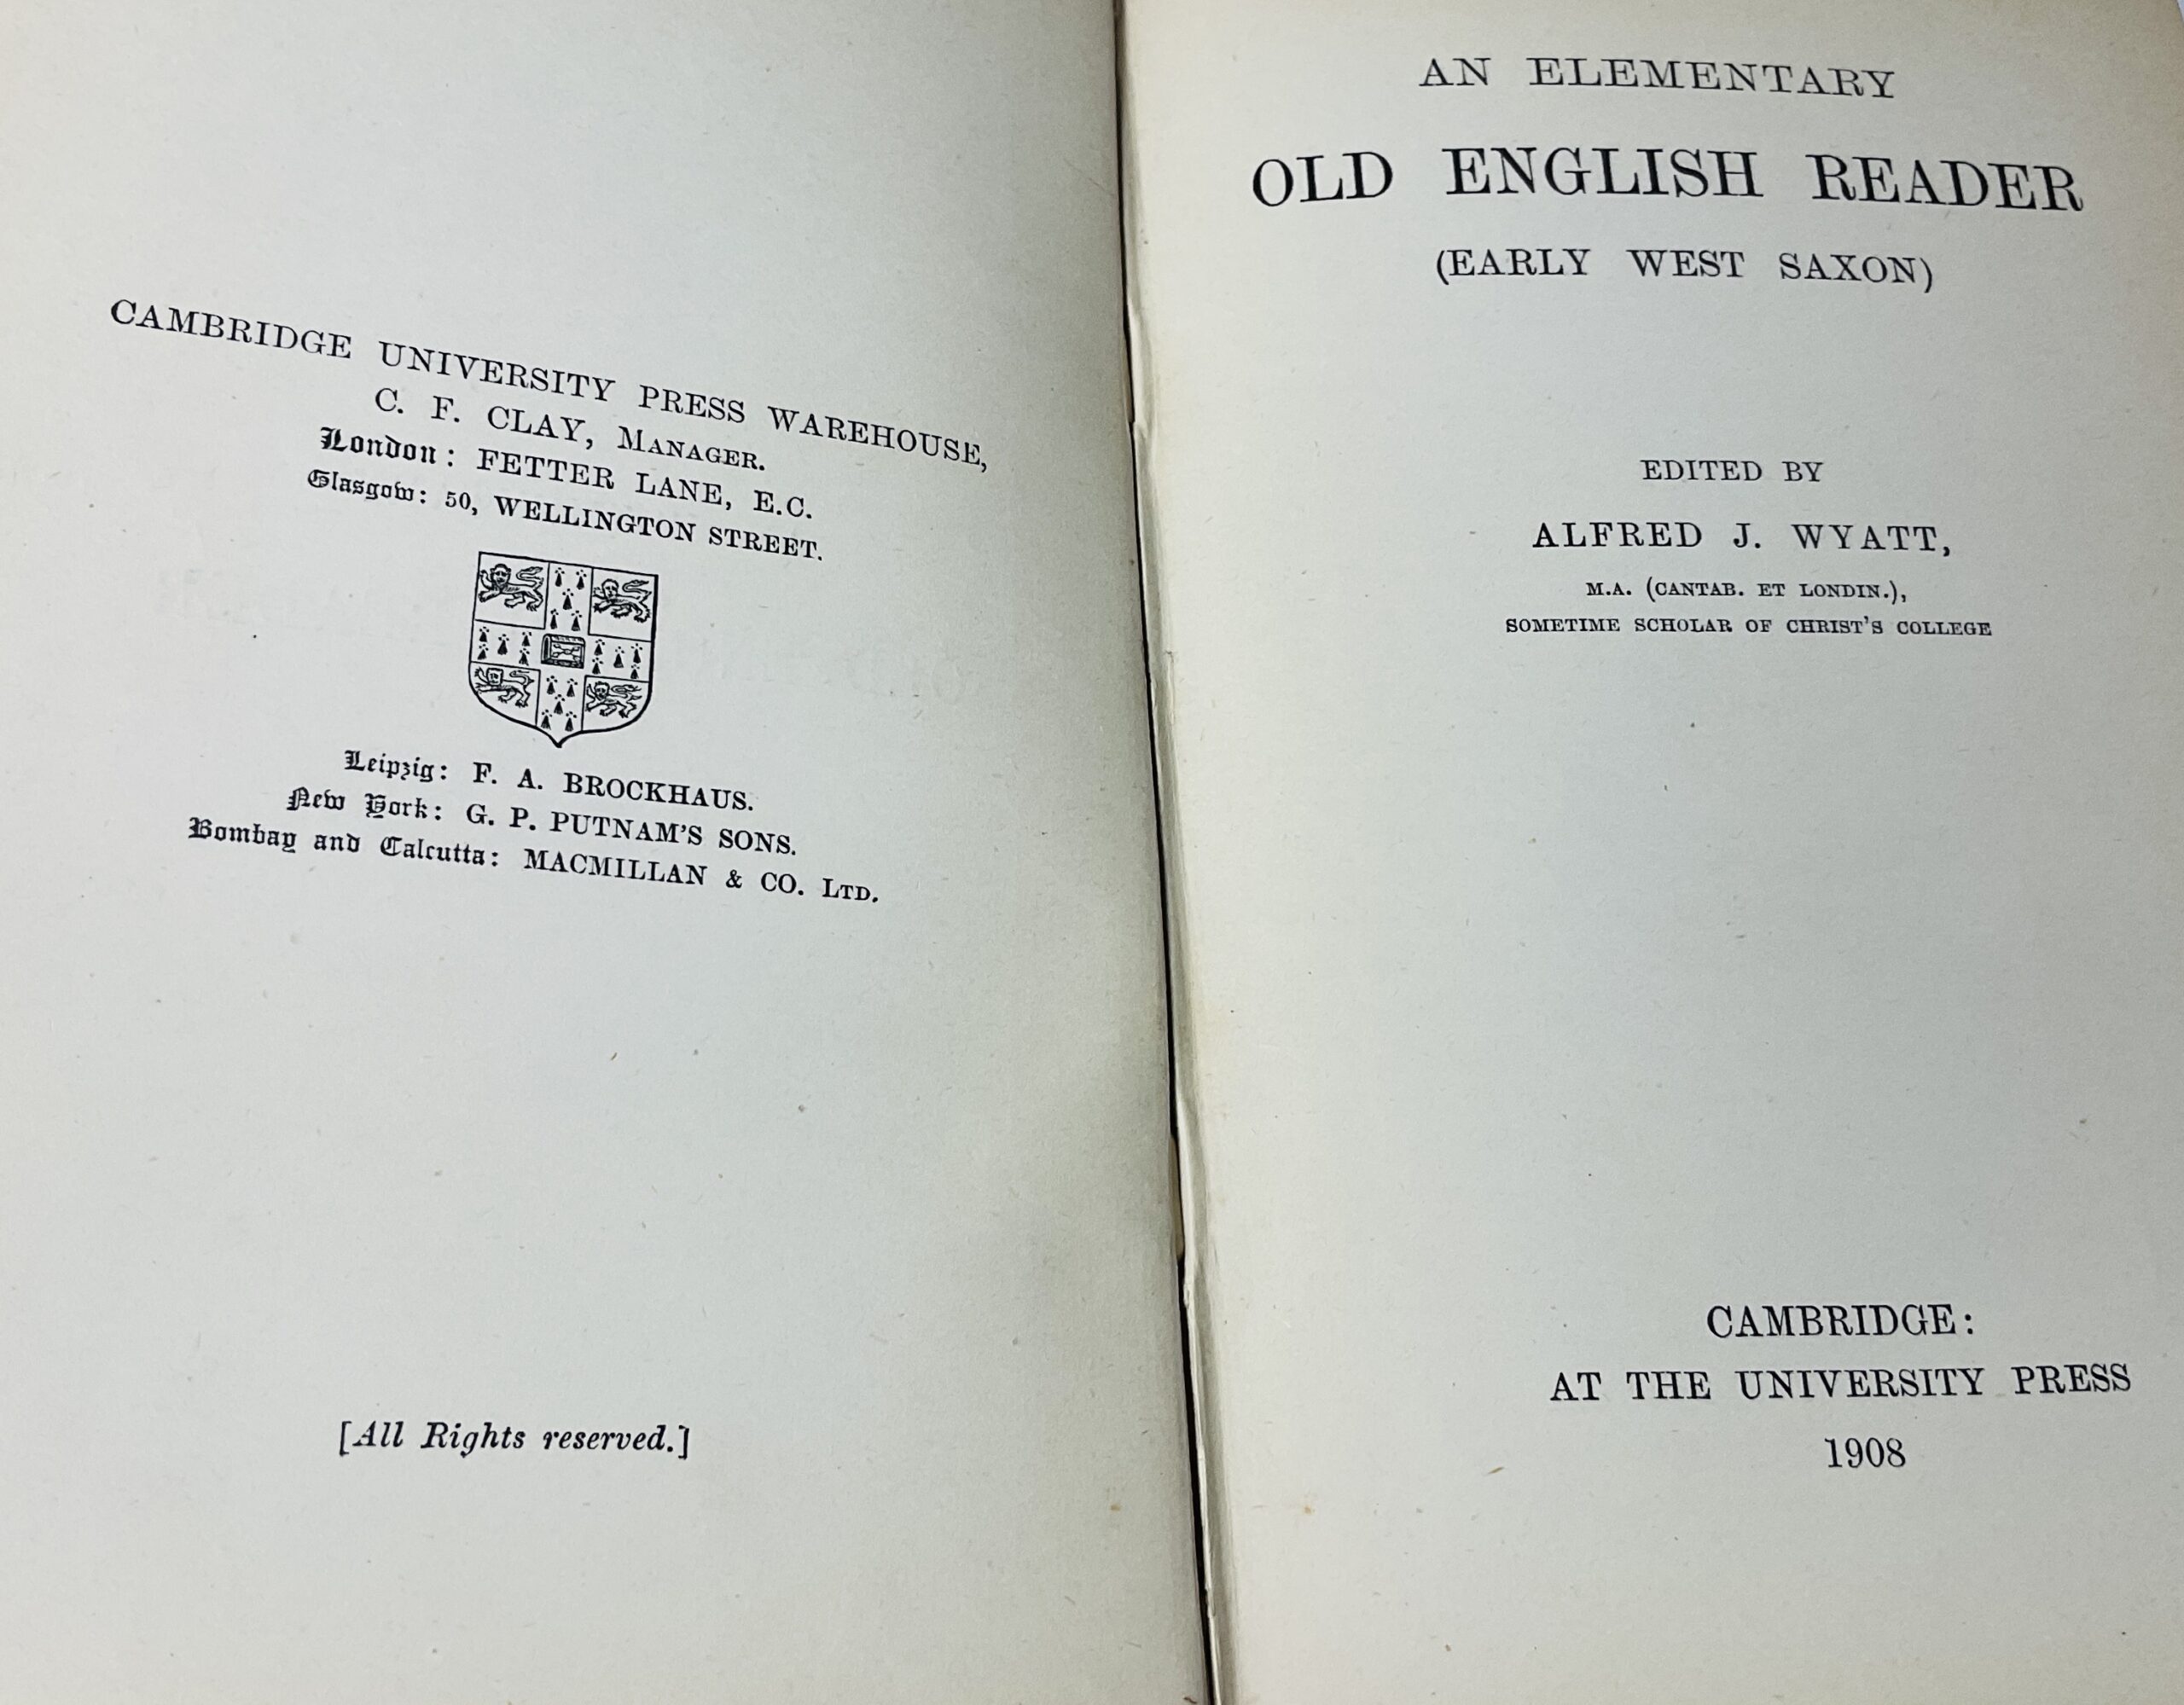 CAMBRIDGE UNIVERSITY PRESS WAREHOUSE,
C. F. CLAY, MANAGER.
London: FETTER LANE, E.C.
Glasgow: 50, WELLINGTON STREET.
Leipzig: F. A. BROCKHAUS.
New York: G. P. PUTNAM'S SONS.
Bombay and Calcutta: MACMILLAN & CO. LTD.
[All Rights reserved.]
AN ELEMENTARY
OLD ENGLISH READER
(EARLY WEST SAXON)
EDITED BY
ALFRED J. WYATT,
M.A. (CANTAB. ET LONDIN.),
SOMETIME SCHOLAR OF CHRIST'S COLLEGE
CAMBRIDGE:
AT THE UNIVERSITY PRESS
1908